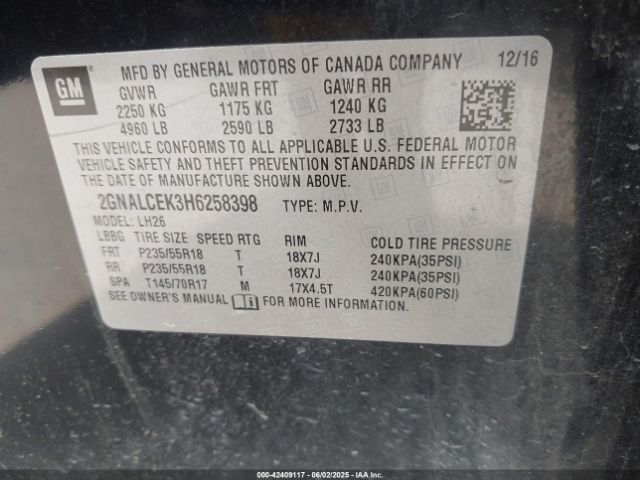 GM
MFD BY GENERAL MOTORS OF CANADA COMPANY 12/16
GVWR GAWR FRT GAWR RR
2250 KG 1175 KG 1240 KG
4960 LB 2590 LB 2733 LB
THIS VEHICLE CONFORMS TO ALL APPLICABLE U.S. FEDERAL MOTOR
VEHICLE SAFETY AND THEFT PREVENTION STANDARDS IN EFFECT ON
THE DATE OF MANUFACTURE SHOWN ABOVE.
2GNALCEK3H6258398 TYPE: M.P.V.
MODEL: LH26
LBBG TIRE SIZE SPEED RTG RIM COLD TIRE PRESSURE
FRT P235/55R18 T 18X7J 240KPA(35PSI)
RR P235/55R18 T 18X7J 240KPA(35PSI)
SPA T145/70R17 M 17X4.5T 420KPA(60PSI)
SEE OWNER'S MANUAL FOR MORE INFORMATION.
000-42409117 - 06/02/2025 - IAA Inc.